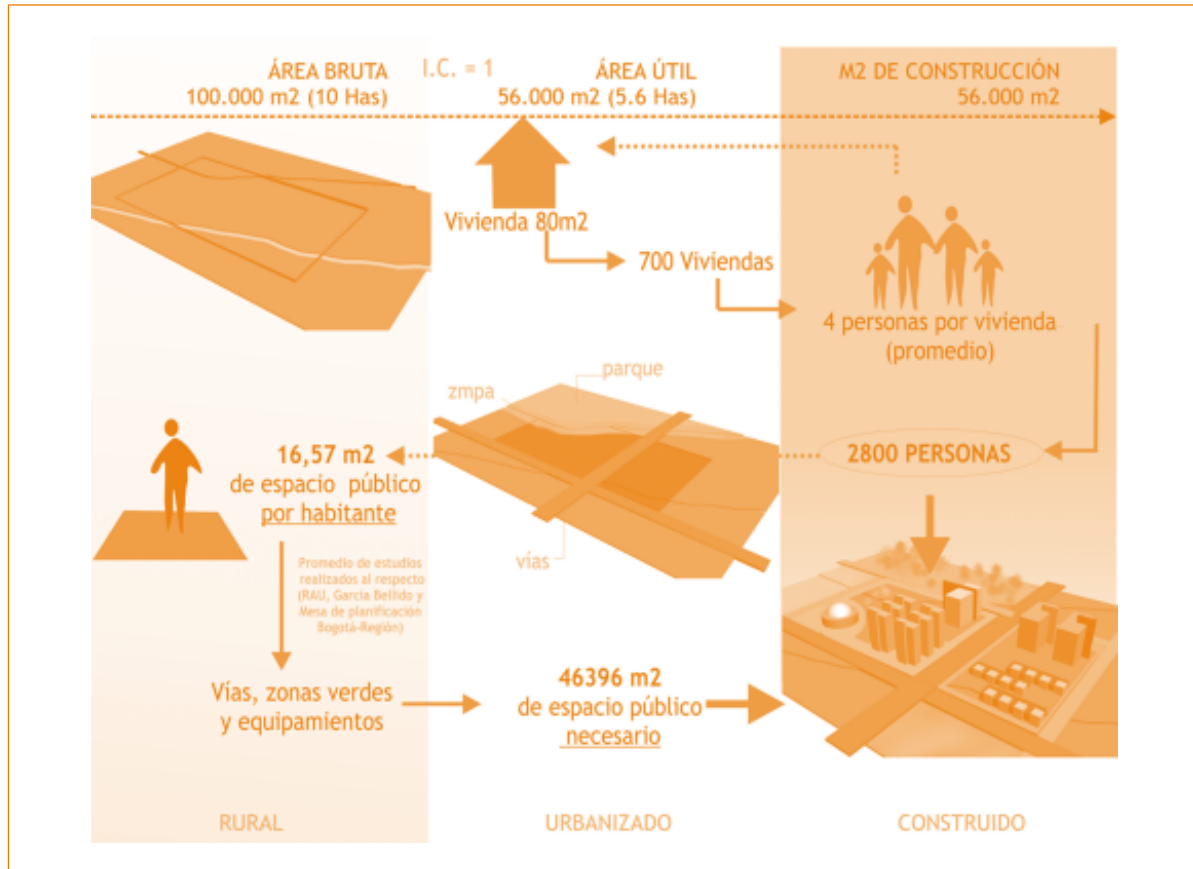 ÁREA BRUTA
100.000 m2 (10 Has)
I.C. = 1
ÁREA ÚTIL
56.000 m2 (5.6 Has)
M2 DE CONSTRUCCIÓN
56.000 m2
Vivienda 80m2
700 Viviendas
4 personas por vivienda
(promedio)
parque
zmpa
16,57 m2
de espacio público
por habitante
2800 PERSONAS
vías
Promedio de estudios
realizados al respecto
(RAU, García Bellido y
Mesa de planificación
Bogotá-Región)
Vías, zonas verdes
y equipamientos
46396 m2
de espacio público
necesario
RURAL
URBANIZADO
CONSTRUIDO